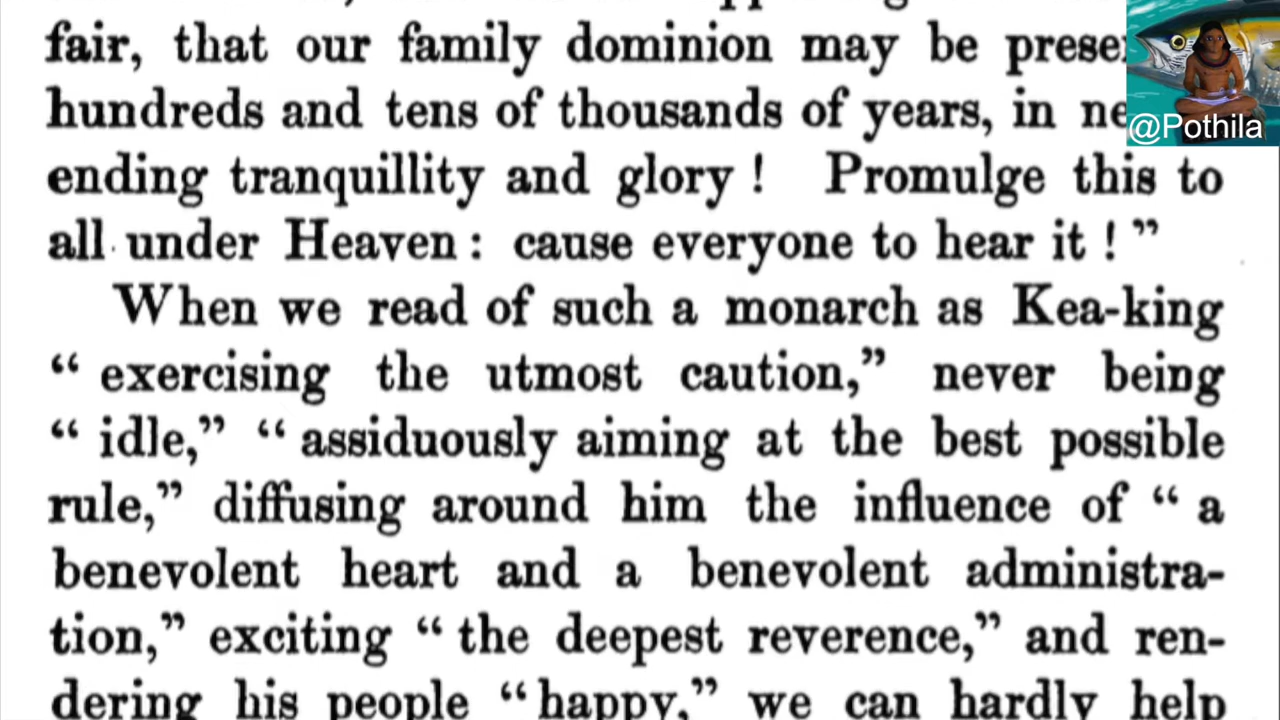 fair, that our family dominion may be
hundreds and tens of thousands of years, in
ending tranquillity and glory ! Promulge this to
all under Heaven : cause everyone to hear it ! ”
When we read of such a monarch as Kea-king
“ exercising the utmost caution,” never being
“ idle,” “ assiduously aiming at the best possible
rule,” diffusing around him the influence of “ a
benevolent heart and a benevolent administra-
tion,” exciting “ the deepest reverence,” and ren-
dering his people “ happy,” we can hardly help
@Pothila